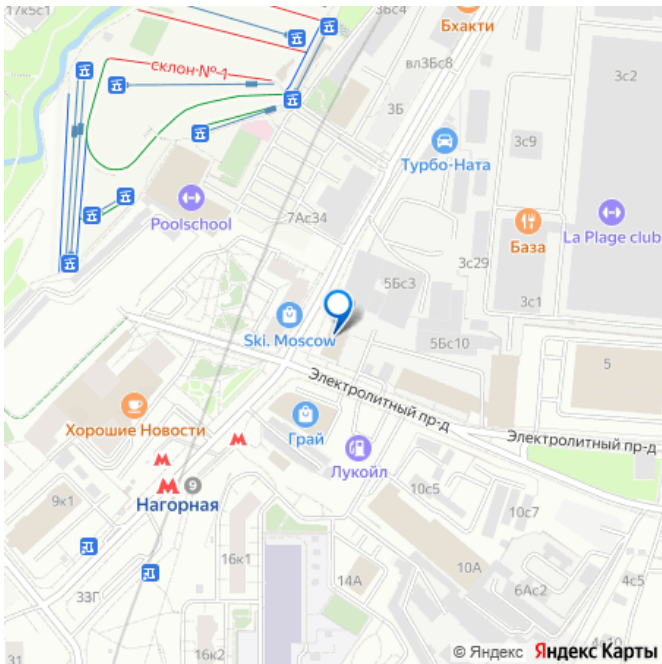 17к5с1
3Бс4
Бхакти
вл3Бс8
склон № 1
3с2
3Б
3с9
Турбо-Ната
Poolschool
7Ас34
База
La Plage club
3с29
5Бс3
3с1
Ski. Moscow
5Бс10
5
Электролитный пр-д
Хорошие Новости
Грай
Электролитный пр-д
Лукойл
9
Нагорная
9к1
10с5
10с7
16к1
14А
10А
33Г
6Ас2
4с5
31
16к2
4с10
© Яндекс Яндекс Карты